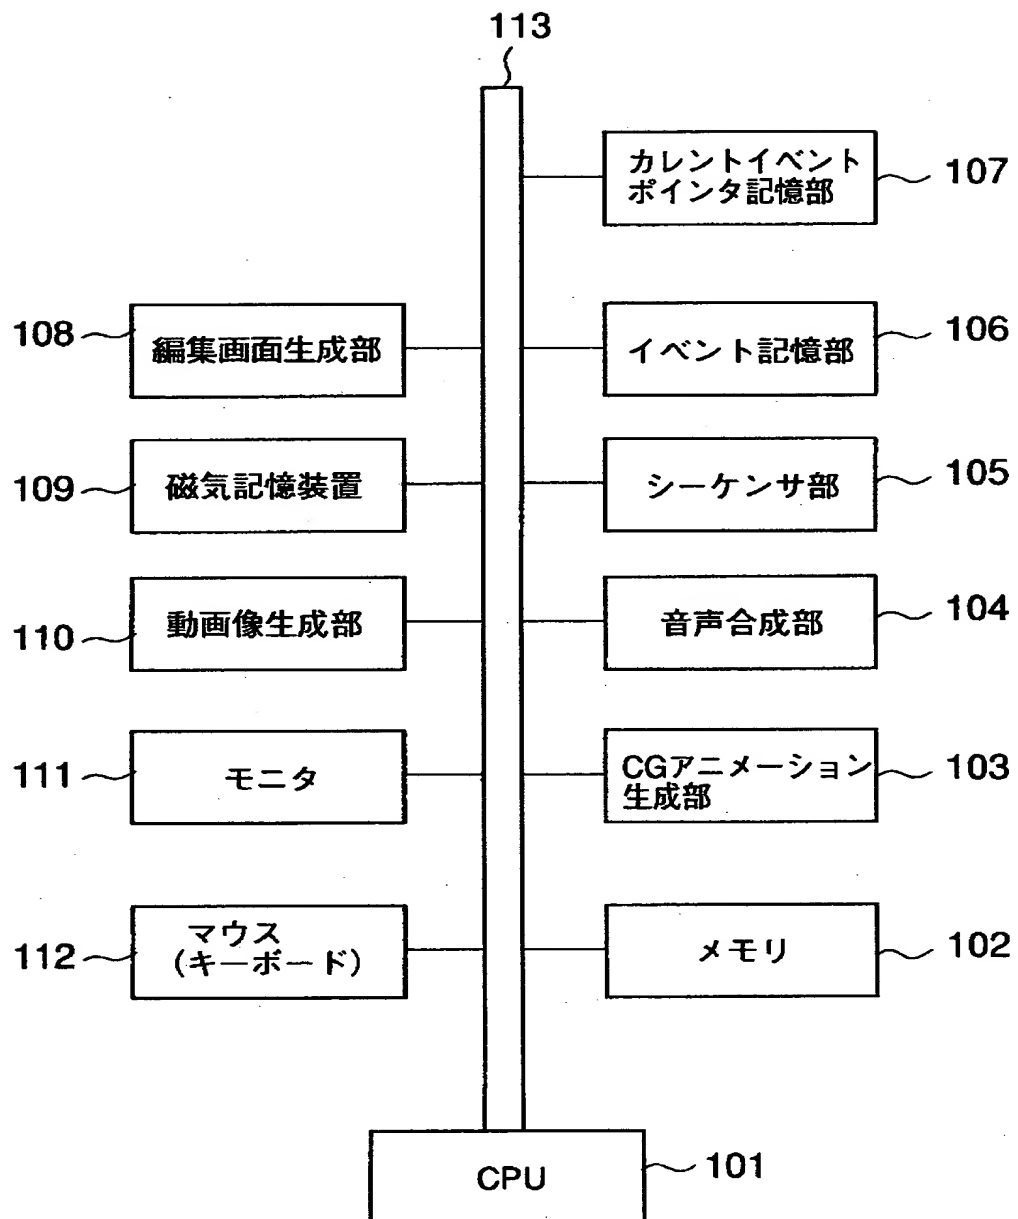 113
カレントイベント
ポインタ記憶部
107
108
編集画面生成部
イベント記憶部
106
109
磁気記憶装置
シーケンサ部
105
110
動画像生成部
音声合成部
104
111
モニタ
CGアニメーション
生成部
103
112
マウス
(キーボード)
メモリ
102
CPU
101